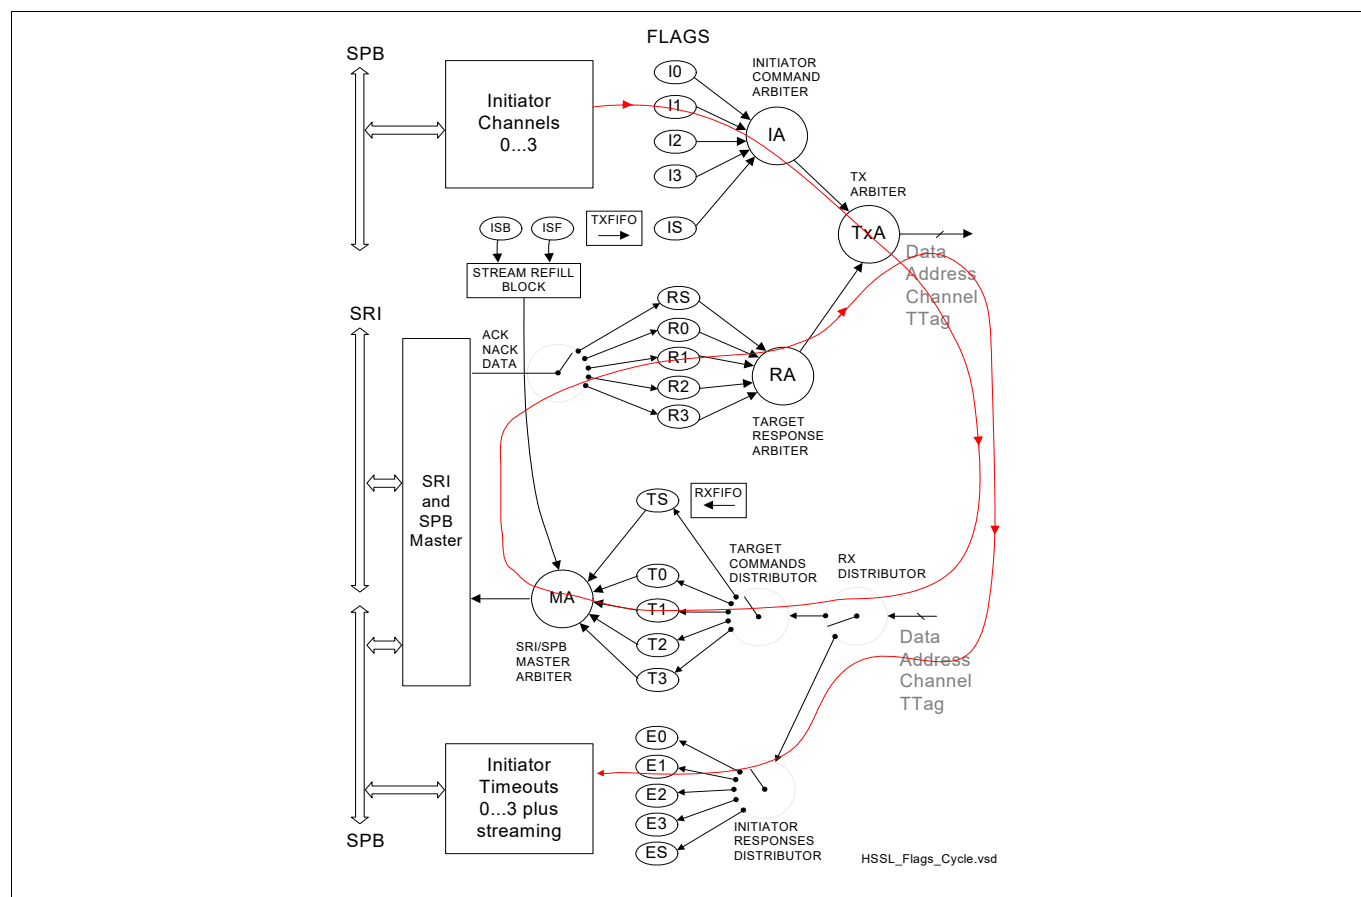 FLAGS
SPB
Initiator
Channels
0...3
I0
I1
I2
I3
IS
INITIATOR
COMMAND
ARBITER
IA
TX
ARBITER
TxA
Data
Address
Channel
TTag
ISB
ISF
TXFIFO
STREAM REFILL
BLOCK
SRI
ACK
NACK
DATA
RS
R0
R1
R2
R3
RA
TARGET
RESPONSE
ARBITER
SRI
and
SPB
Master
TS
RXFIFO
T0
T1
T2
T3
TARGET
COMMANDS
DISTRIBUTOR
RX
DISTRIBUTOR
MA
SRI/SPB
MASTER
ARBITER
Data
Address
Channel
TTag
Initiator
Timeouts
0...3 plus
streaming
E0
E1
E2
E3
ES
INITIATOR
RESPONSES
DISTRIBUTOR
SPB
HSSL_Flags_Cycle.vsd